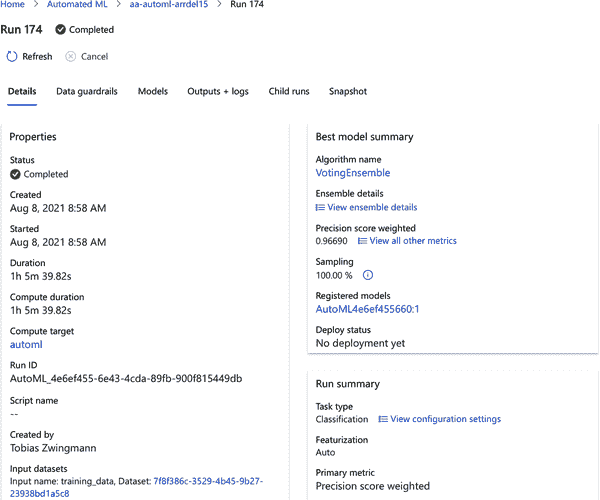 Home > Automated ML > aa-automl-arrdel15 > Run 174
Run 174 Completed
Refresh Cancel
Details Data guardrails Models Outputs + logs Child runs Snapshot
Properties
Status
Completed
Created
Aug 8, 2021 8:58 AM
Started
Aug 8, 2021 8:58 AM
Duration
1h 5m 39.82s
Compute duration
1h 5m 39.82s
Compute target
automl
Run ID
AutoML_4e6ef455-6e43-4cda-89fb-900f815449db
Script name
--
Created by
Tobias Zwingmann
Input datasets
Input name: training_data, Dataset: 7f8f386c-3529-4b45-9b27-
23938bd1a5c8
Best model summary
Algorithm name
VotingEnsemble
Ensemble details
View ensemble details
Precision score weighted
0.96690 View all other metrics
Sampling
100.00 %
Registered models
AutoML4e6ef455660:1
Deploy status
No deployment yet
Run summary
Task type
Classification View configuration settings
Featurization
Auto
Primary metric
Precision score weighted